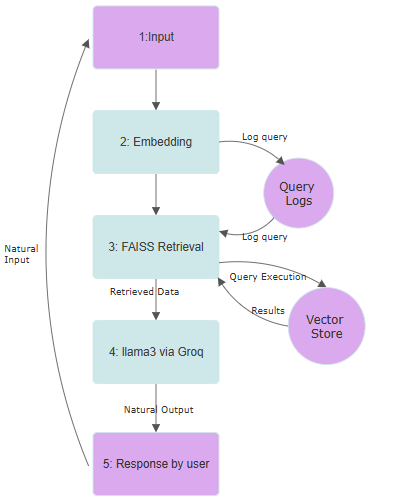 1:Input
2: Embedding
Log query
Query
Logs
3: FAISS Retrieval
Log query
Natural
Input
Query Execution
Retrieved Data
Results
Vector
Store
4: llama3 via Groq
Natural Output
5: Response by user